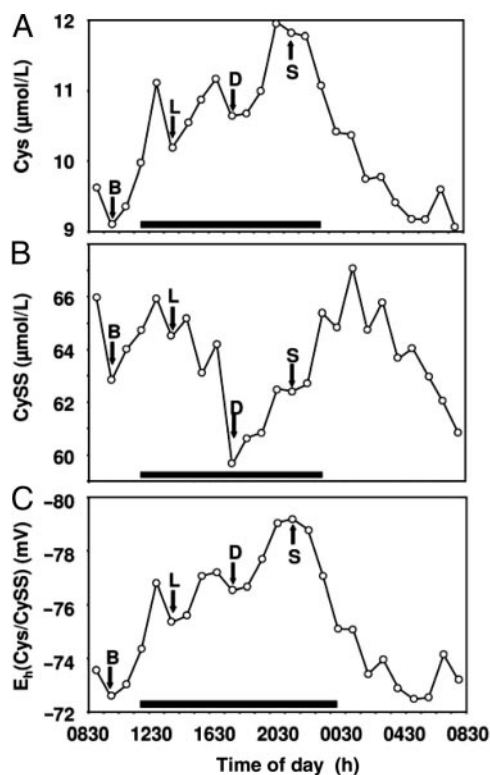 A
12
11
10
9
Cys (μmol/L)
B
L
D
S
B
66
64
62
60
CySS (μmol/L)
B
L
D
S
C
−80
−78
−76
−74
−72
Eh(Cys/CySS) (mV)
B
L
D
S
0830 1230 1630 2030 0030 0430 0830
Time of day (h)